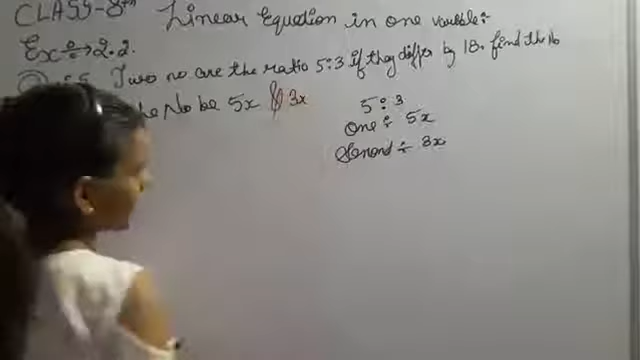 CLASS-8th Linear Equation in one variable:-
Ex:→2.2.
Two no are the ratio 5:3 if they differ by 18. find the No
No be 5x & 3x
5:3
One ÷ 5x
Second ÷ 3x